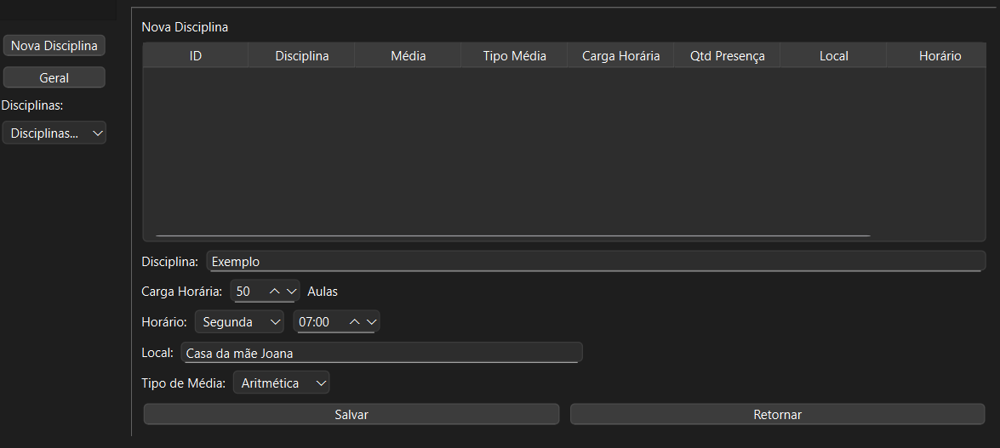 Nova Disciplina
Geral
Disciplinas:
Disciplinas...
Nova Disciplina
ID Disciplina Média Tipo Média Carga Horária Qtd Presença Local Horário
Disciplina: Exemplo
Carga Horária: 50 Aulas
Horário: Segunda 07:00
Local: Casa da mãe Joana
Tipo de Média: Aritmética
Salvar Retornar